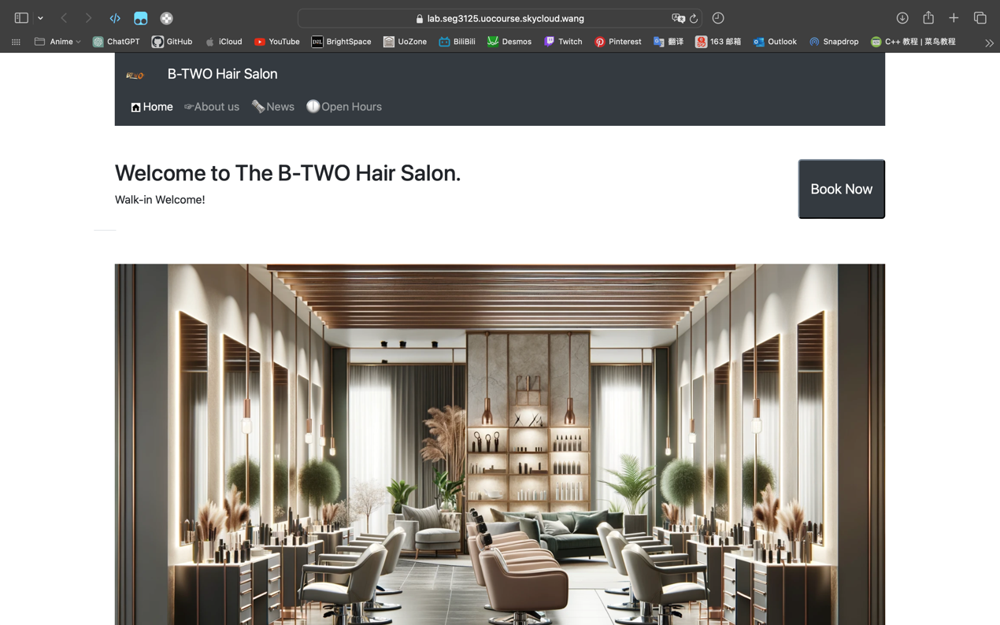 lab.seg3125.uocourse.skycloud.wang
Anime ChatGPT GitHub iCloud YouTube D2L BrightSpace UoZone BiliBili Desmos Twitch Pinterest 翻译 163 邮箱 Outlook Snapdrop C++ 教程 | 菜鸟教程
B-TWO Hair Salon
Home About us News Open Hours
Welcome to The B-TWO Hair Salon.
Book Now
Walk-in Welcome!